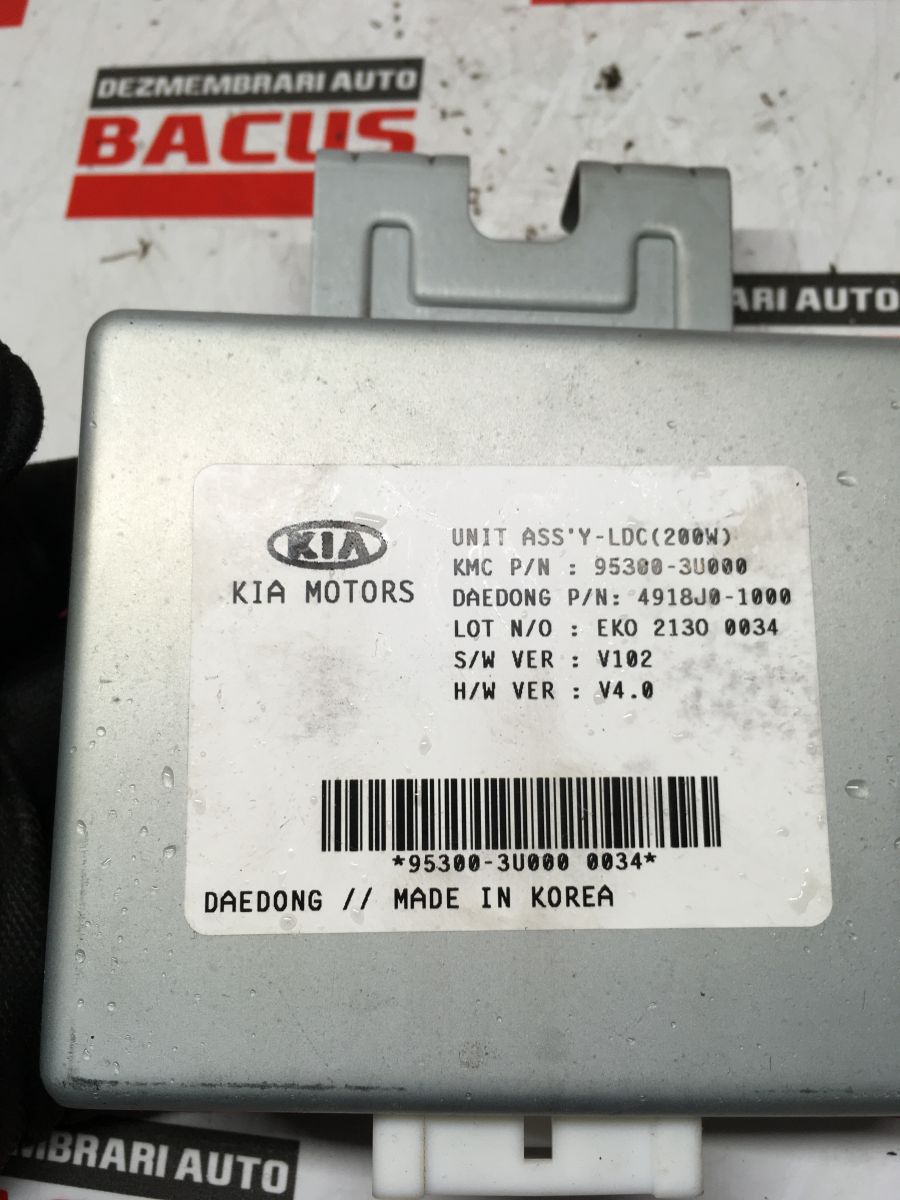 DEZMEMBRARI AUTO
BACUS
ARI AUTO
KIA
KIA MOTORS
UNIT ASS'Y-LDC(200W)
KMC P/N : 95300-3U000
DAEDONG P/N: 4918J0-1000
LOT N/O : EKO 2130 0034
S/W VER : V102
H/W VER : V4.0
*95300-3U000 0034*
DAEDONG // MADE IN KOREA
MBRARI AUTO